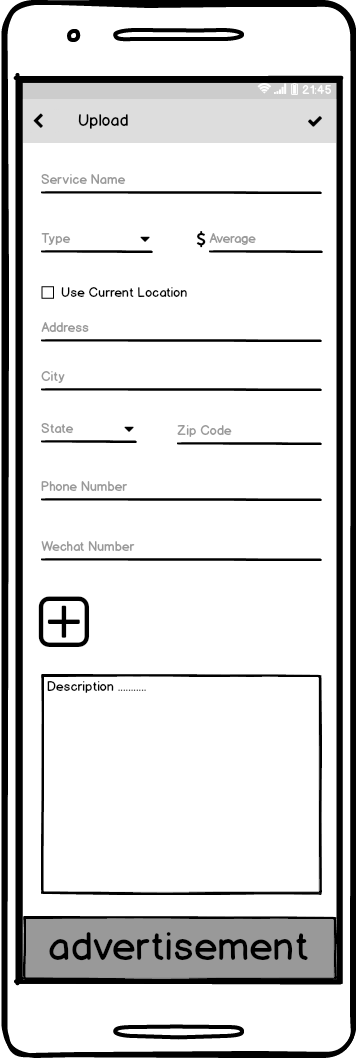 21:45
Upload
Service Name
Type $ Average
Use Current Location
Address
City
State Zip Code
Phone Number
Wechat Number
Description ...........
advertisement